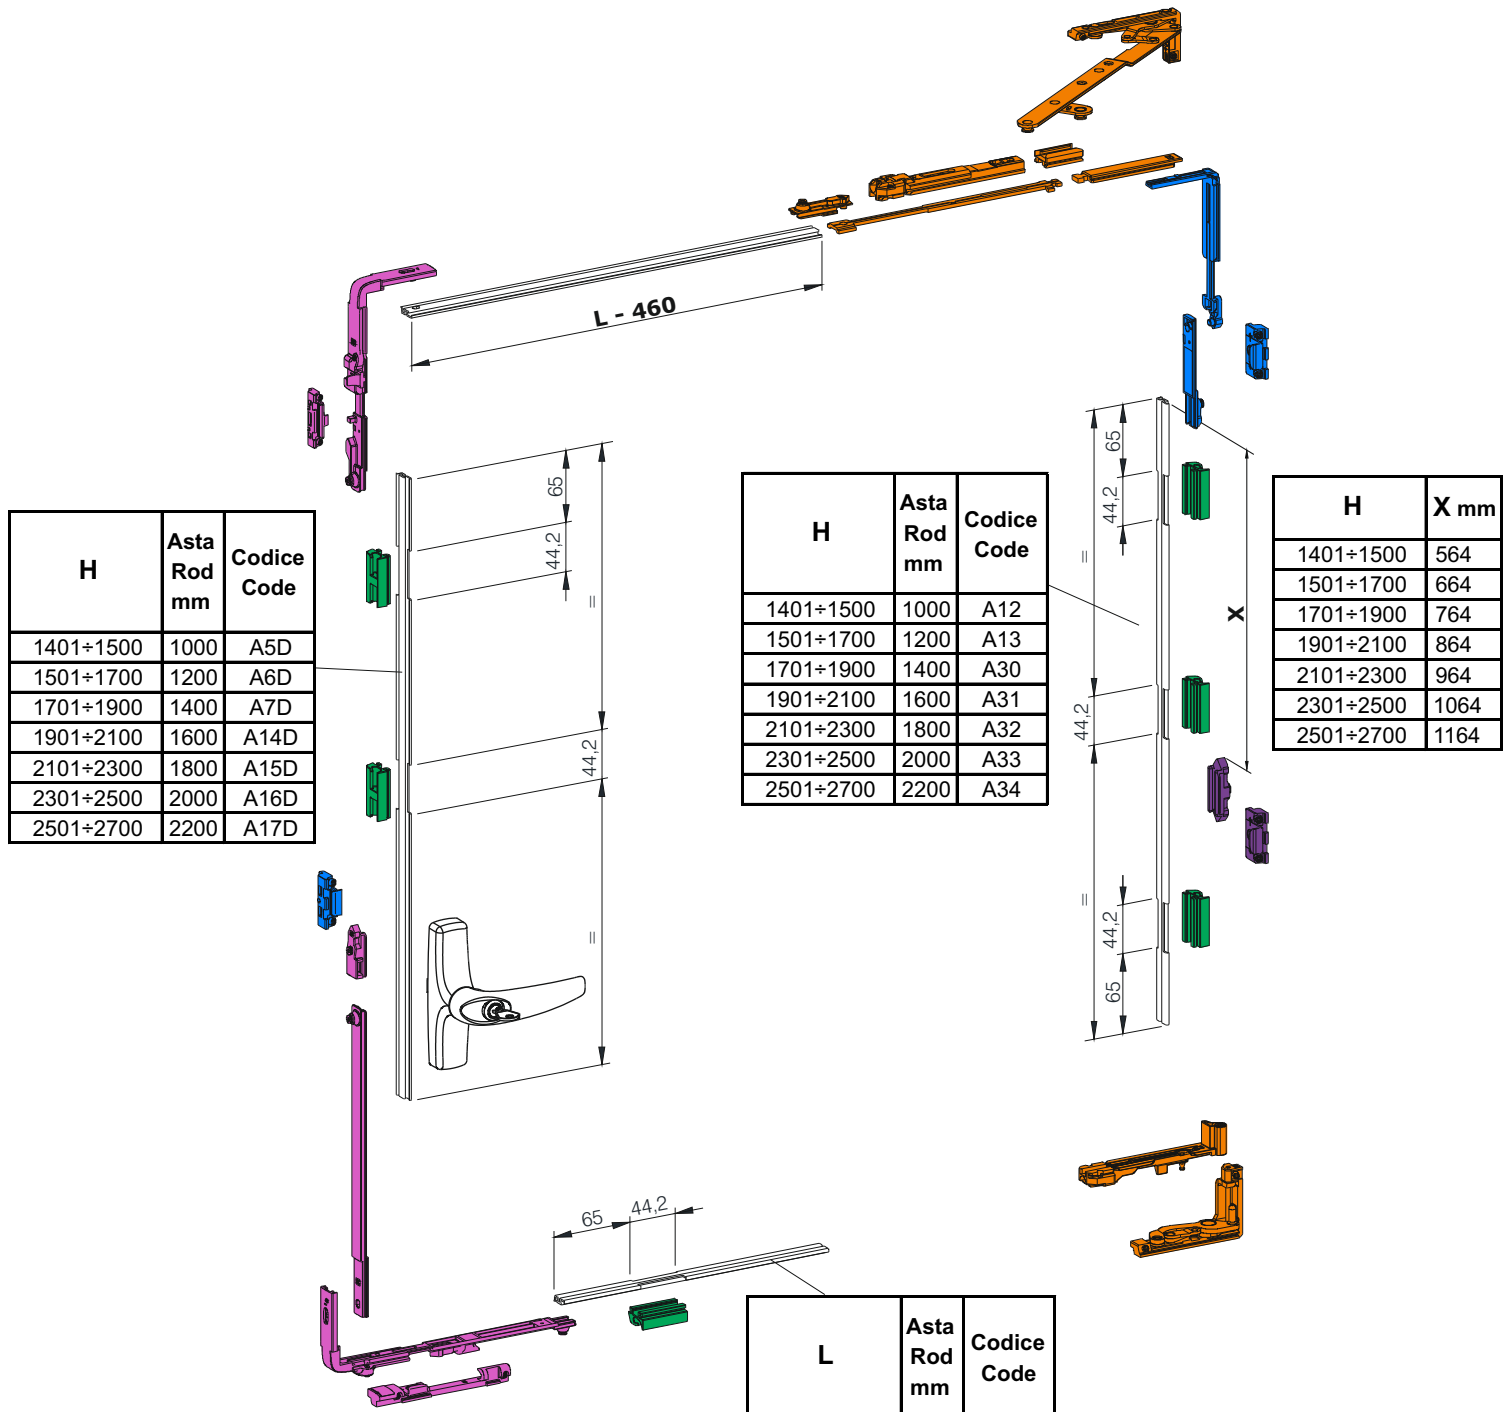 L - 460
65
44,2
=
44,2
=
H Asta Rod mm Codice Code
1401÷1500 1000 A5D
1501÷1700 1200 A6D
1701÷1900 1400 A7D
1901÷2100 1600 A14D
2101÷2300 1800 A15D
2301÷2500 2000 A16D
2501÷2700 2200 A17D
H Asta Rod mm Codice Code
1401÷1500 1000 A12
1501÷1700 1200 A13
1701÷1900 1400 A30
1901÷2100 1600 A31
2101÷2300 1800 A32
2301÷2500 2000 A33
2501÷2700 2200 A34
65
44,2
=
44,2
=
44,2
65
X
H X mm
1401÷1500 564
1501÷1700 664
1701÷1900 764
1901÷2100 864
2101÷2300 964
2301÷2500 1064
2501÷2700 1164
65
44,2
L Asta Rod mm Codice Code